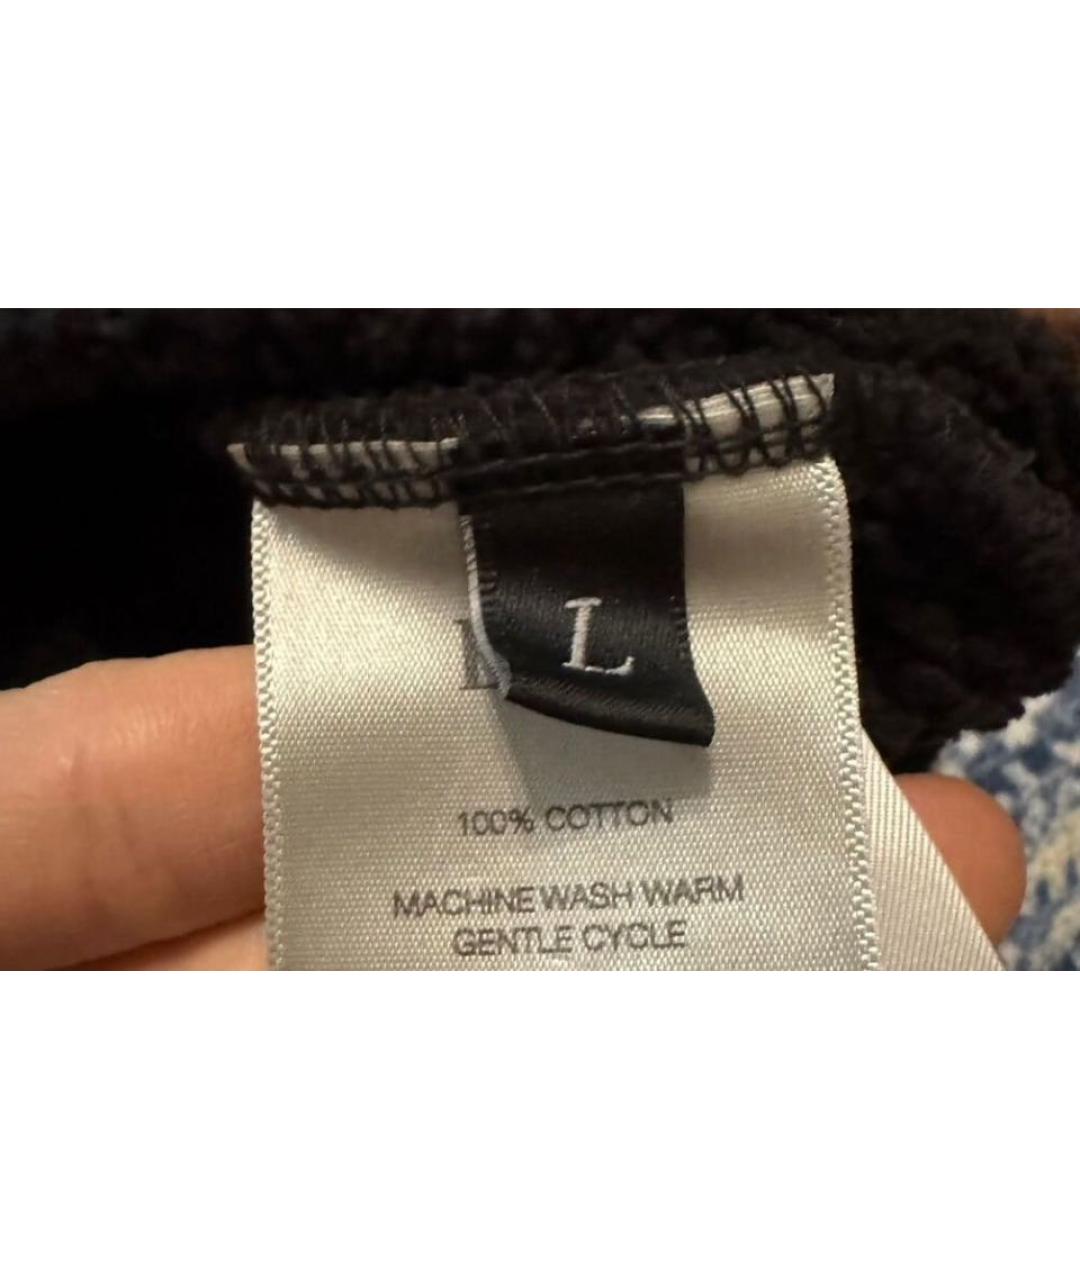 L
100% COTTON
MACHINE WASH WARM
GENTLE CYCLE